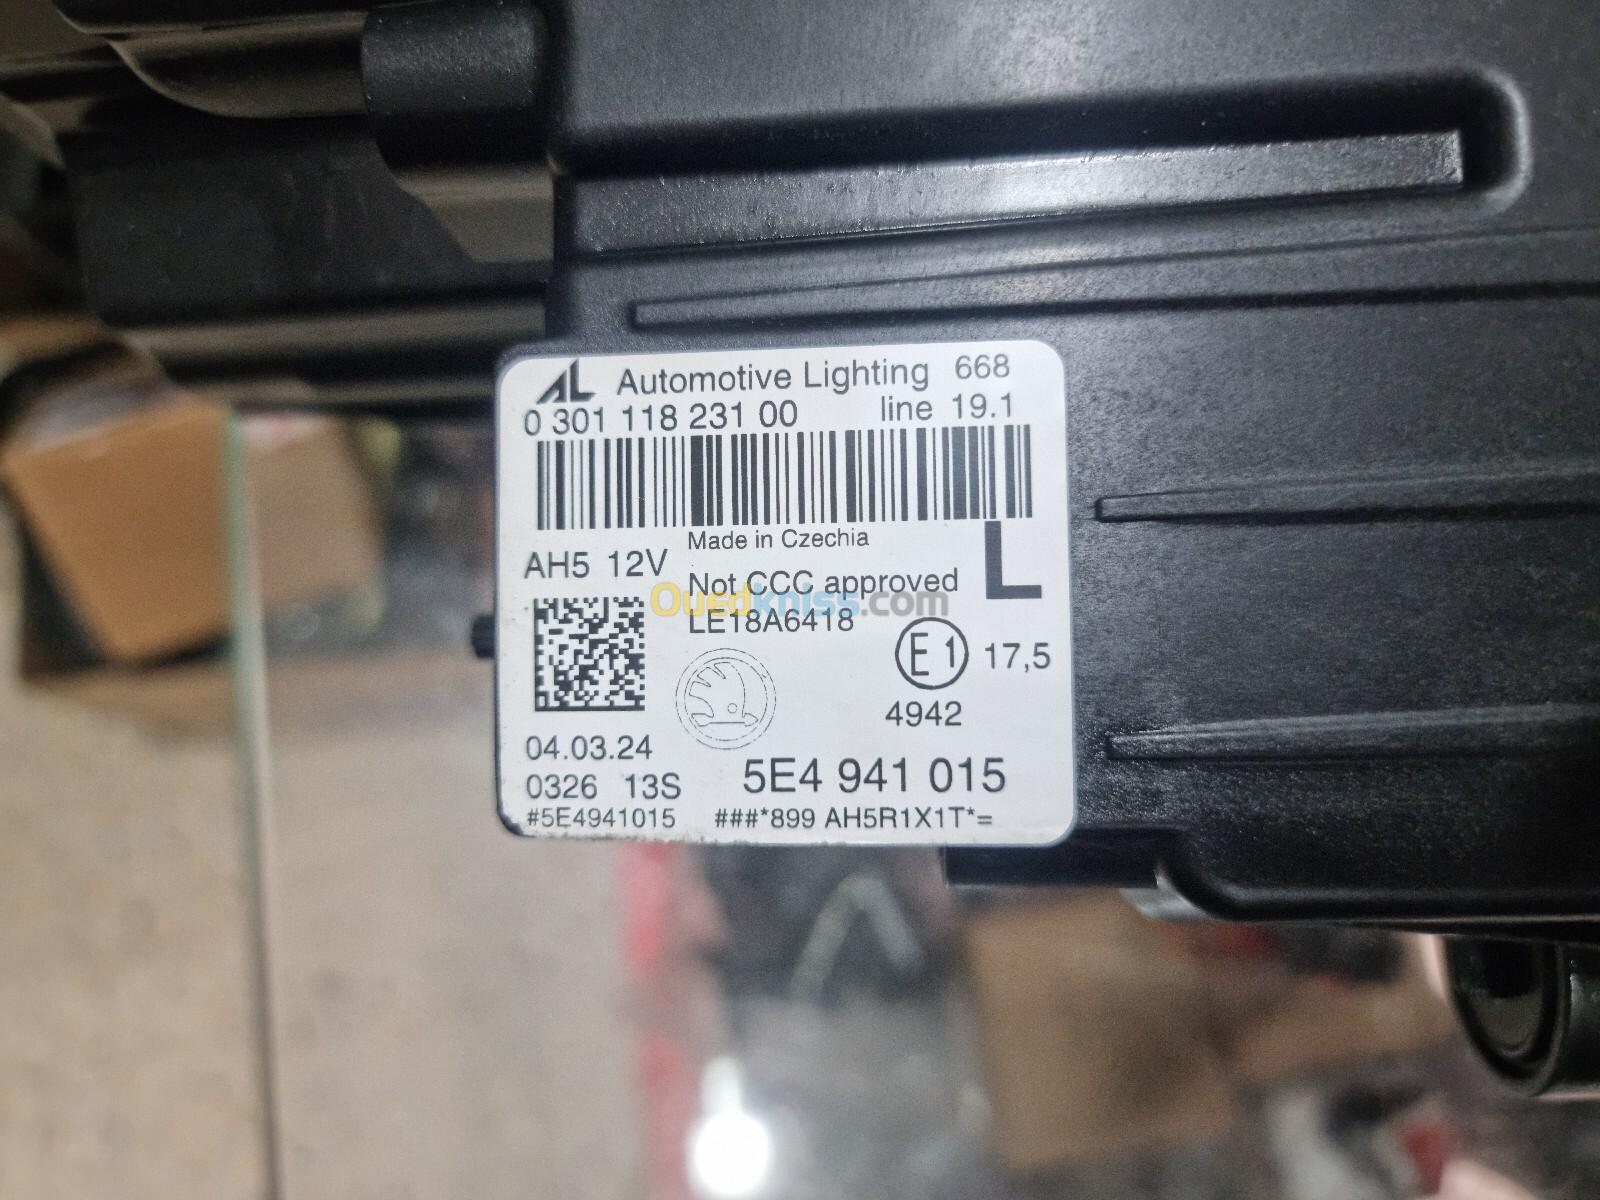 AL Automotive Lighting 668
0 301 118 231 00 line 19.1
Made in Czechia
AH5 12V
Not CCC approved
L
Ouedkniss.com
LE18A6418
E1 17,5
4942
04.03.24
0326 13S
5E4 941 015
#5E4941015 ###*899 AH5R1X1T*=